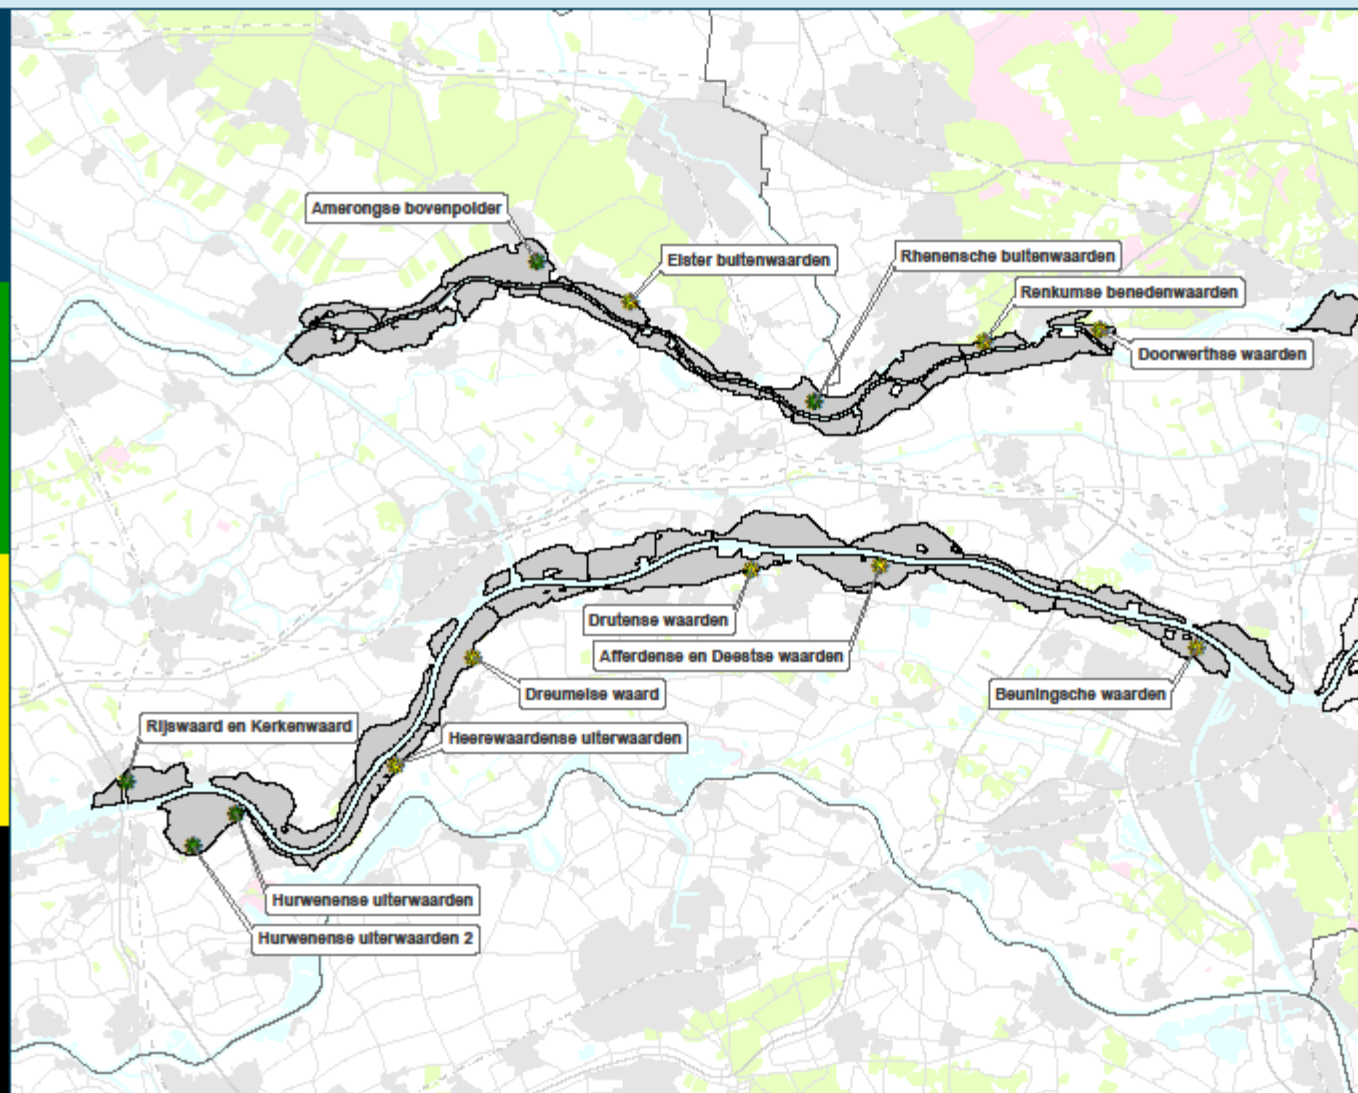 Amerongse bovenpolder
Elster buitenwaarden
Rhenensche buitenwaarden
Renkumse benedenwaarden
Doorwerthse waarden
Drutense waarden
Afferdense en Deestse waarden
Dreumelse waard
Beuningsche waarden
Rijswaard en Kerkenwaard
Heerewaardense uiterwaarden
Hurwenense uiterwaarden
Hurwenense uiterwaarden 2